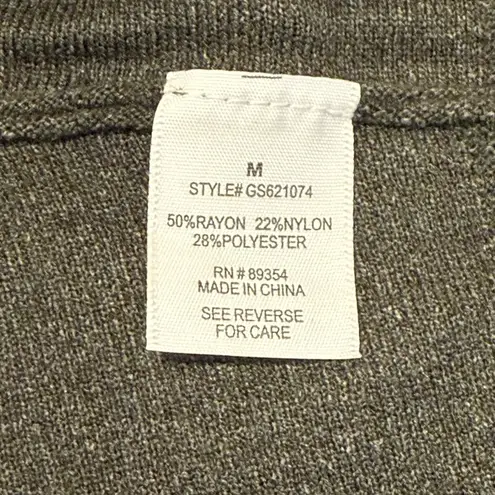 M
STYLE# GS621074
50%RAYON 22%NYLON
28%POLYESTER
RN # 89354
MADE IN CHINA
SEE REVERSE
FOR CARE